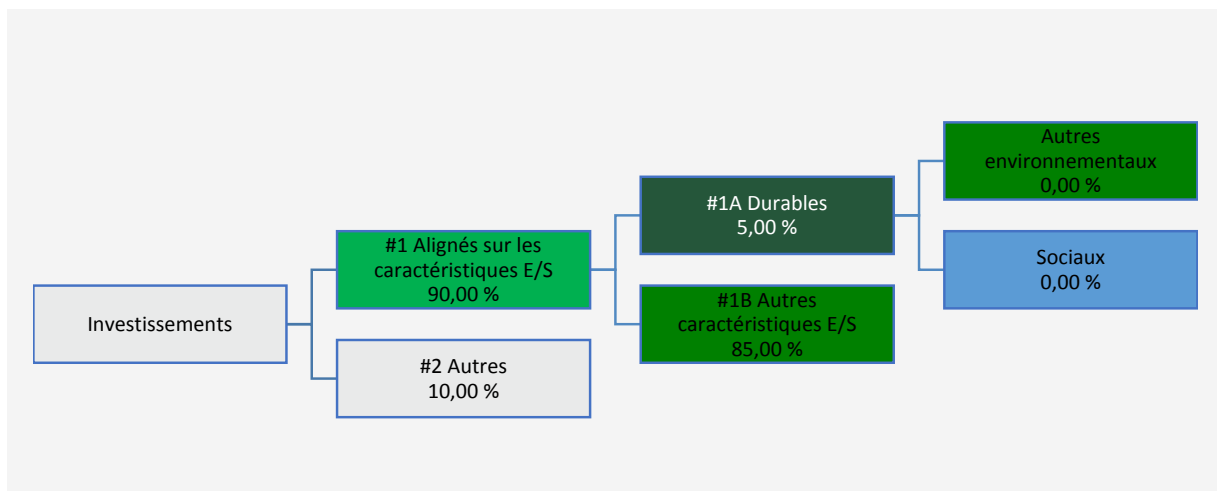 Investissements
#1 Alignés sur les
caractéristiques E/S
90,00 %
#2 Autres
10,00 %
#1A Durables
5,00 %
#1B Autres
caractéristiques E/S
85,00 %
Autres
environnementaux
0,00 %
Sociaux
0,00 %